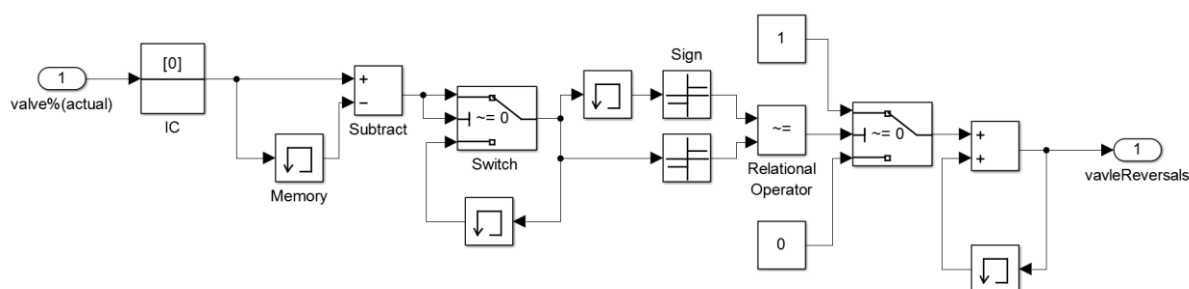 1
valve%(actual)
[0]
IC
Memory
+
−
Subtract
~= 0
Switch
Sign
~=
Relational
Operator
1
0
~= 0
+
+
1
vavleReversals